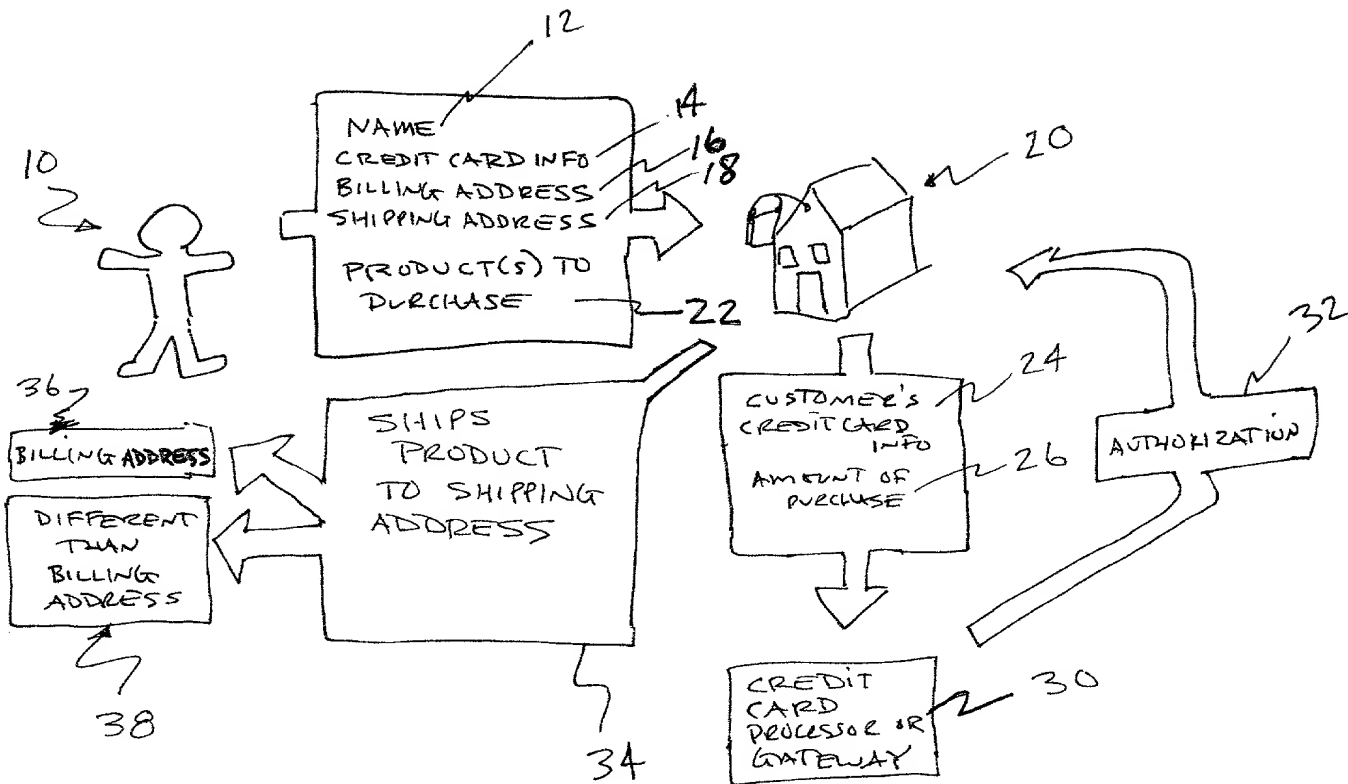 12
NAME
14
CREDIT CARD INFO
16
BILLING ADDRESS
18
SHIPPING ADDRESS
PRODUCT(S) TO
PURCHASE
22
10
20
32
36
BILLING ADDRESS
DIFFERENT
THAN
BILLING
ADDRESS
38
SHIPS
PRODUCT
TO SHIPPING
ADDRESS
34
24
CUSTOMER'S
CREDIT CARD
INFO
26
AMOUNT OF
PURCHASE
AUTHORIZATION
CREDIT
CARD
PROCESSOR OR
GATEWAY
30